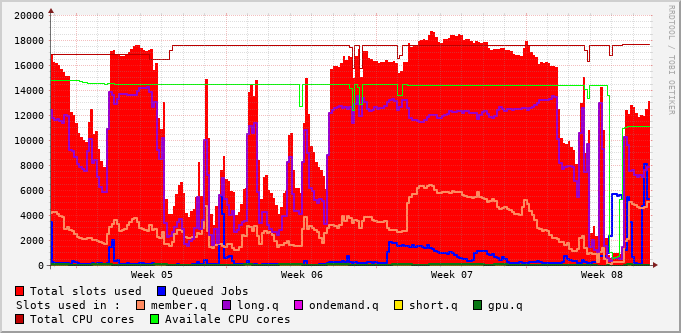 20000
18000
16000
14000
12000
10000
8000
6000
4000
2000
0
Week 05 Week 06 Week 07 Week 08
Total slots used Queued Jobs
Slots used in : member.q long.q ondemand.q short.q gpu.q
Total CPU cores Availale CPU cores
RRDTOOL / TOBI OETIKER